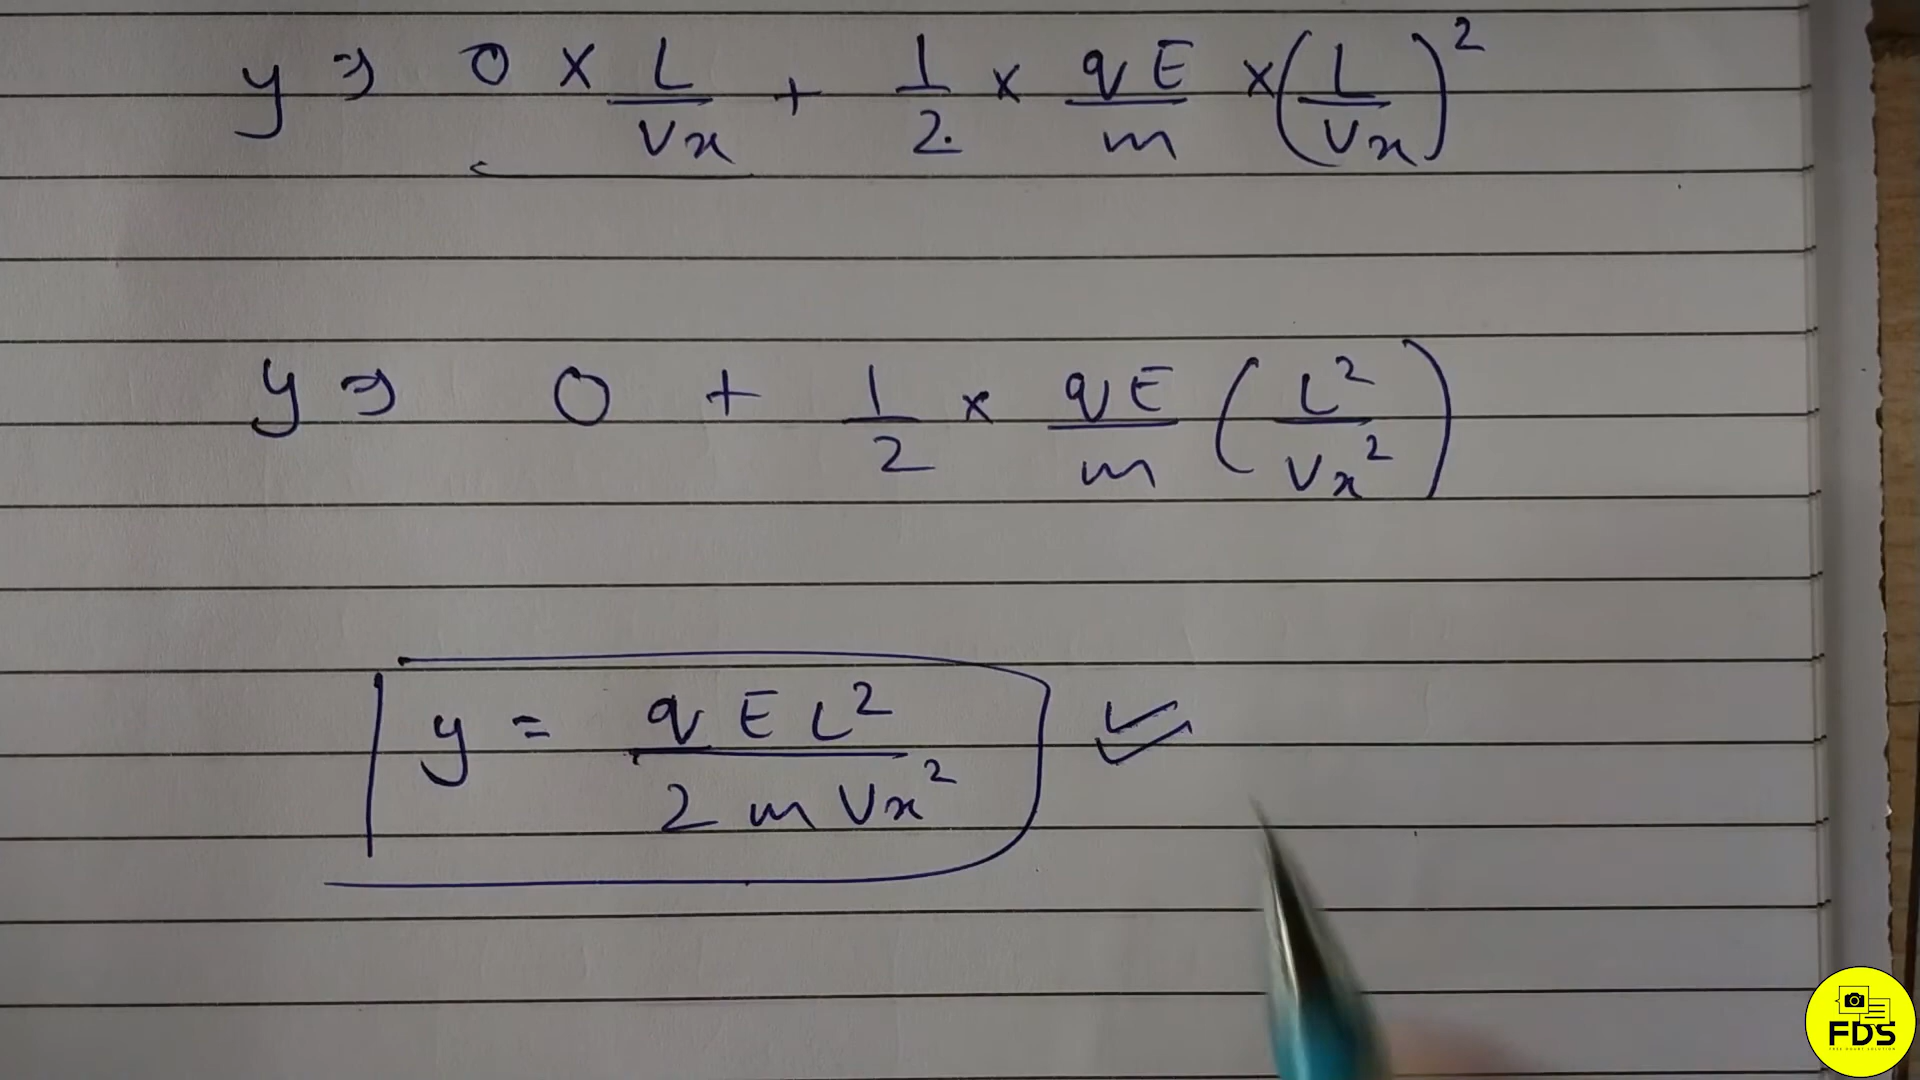 y ⇒ 0 × L/Vx + 1/2 × qE/m × (L/Vx)²
y ⇒ 0 + 1/2 × qE/m (L²/Vx²)
y = qEL²/2mVx²
FDS